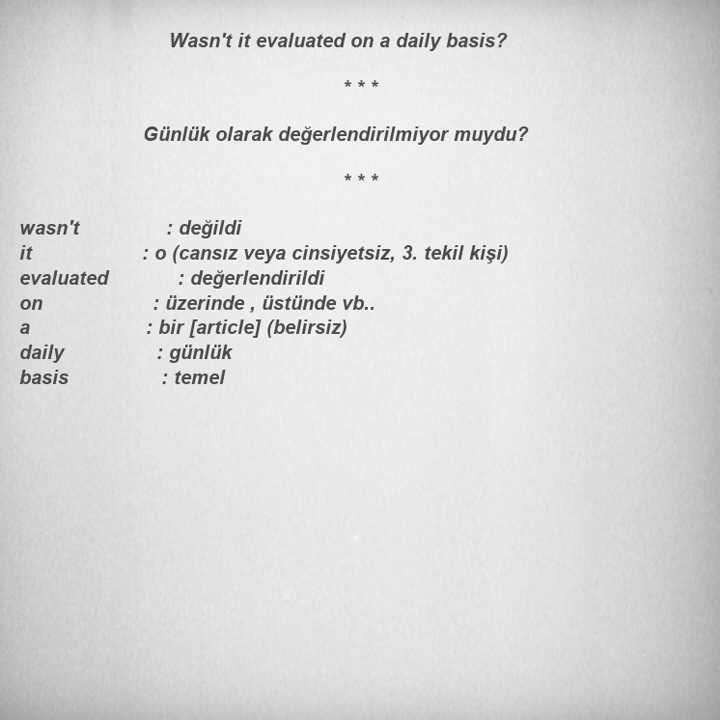 Wasn't it evaluated on a daily basis?
* * *
Günlük olarak değerlendirilmiyor muydu?
* * *
wasn't : değildi
it : o (cansız veya cinsiyetsiz, 3. tekil kişi)
evaluated : değerlendirildi
on : üzerinde , üstünde vb..
a : bir [article] (belirsiz)
daily : günlük
basis : temel